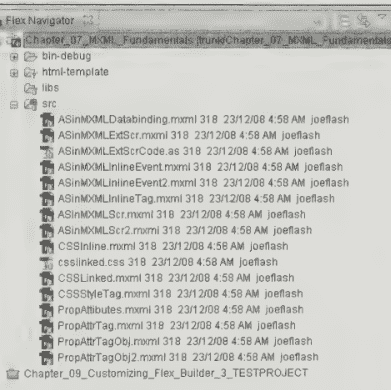 Flex Navigator
Chapter_07_MXML_Fundamentals [trunk/Chapter_07_MXML_Fundamentals
bin-debug
html-template
libs
src
ASinMXMLDatabinding.mxml 318 23/12/08 4:58 AM joeflash
ASinMXMLExtScr.mxml 318 23/12/08 4:58 AM joeflash
ASinMXMLExtScrCode.as 318 23/12/08 4:58 AM joeflash
ASinMXMLInlineEvent.mxml 318 23/12/08 4:58 AM joeflash
ASinMXMLInlineEvent2.mxml 318 23/12/08 4:58 AM joeflash
ASinMXMLInlineTag.mxml 318 23/12/08 4:58 AM joeflash
ASinMXMLScr.mxml 318 23/12/08 4:58 AM joeflash
ASinMXMLScr2.mxml 318 23/12/08 4:58 AM joeflash
CSSInline.mxml 318 23/12/08 4:58 AM joeflash
csslinked.css 318 23/12/08 4:58 AM joeflash
CSSLinked.mxml 318 23/12/08 4:58 AM joeflash
CSSStyleTag.mxml 318 23/12/08 4:58 AM joeflash
PropAttributes.mxml 318 23/12/08 4:58 AM joeflash
PropAttrTag.mxml 318 23/12/08 4:58 AM joeflash
PropAttrTagObj.mxml 318 23/12/08 4:58 AM joeflash
PropAttrTagObj2.mxml 318 23/12/08 4:58 AM joeflash
Chapter_09_Customizing_Flex_Builder_3_TESTPROJECT